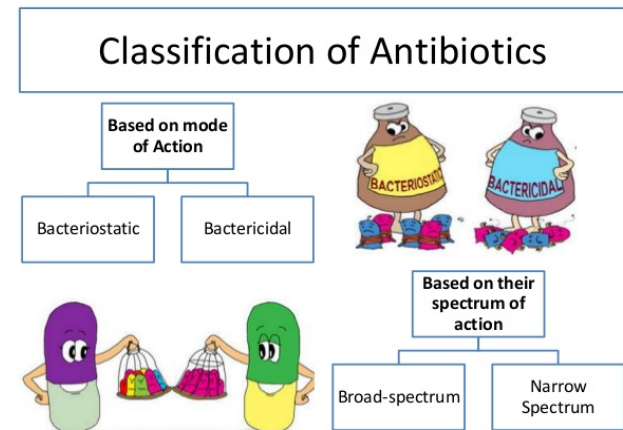 Classification of Antibiotics
Based on mode
of Action
Bacteriostatic
Bactericidal
BACTERIOSTATIC
BACTERICIDAL
Based on their
spectrum of
action
Broad-spectrum
Narrow
Spectrum